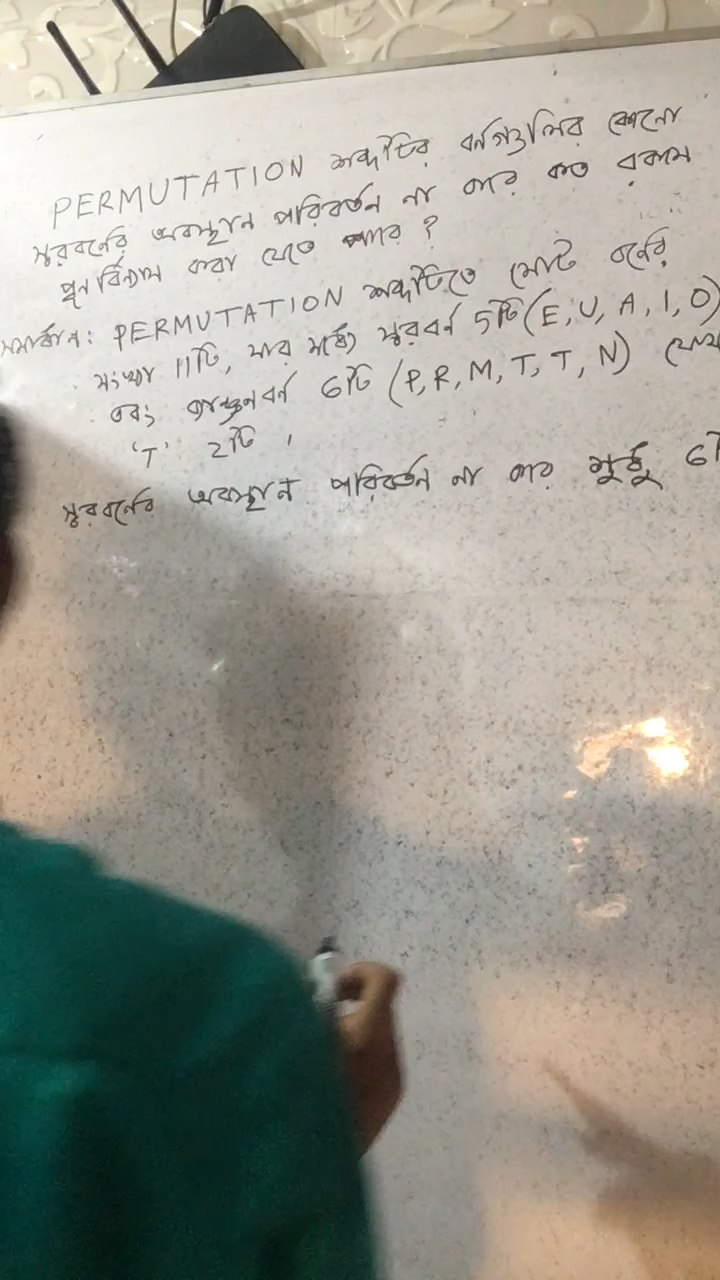 PERMUTATION শব্দটির বর্ণগুলির কোনো
স্বরবর্নের অবস্থান পরিবর্তন না করে কত রকমে
পুনর্বিন্যাস করা যেতে পারে ?
সমাধান: PERMUTATION শব্দটিতে মোট বর্নের
সংখ্যা 11টি, যার মধ্যে স্বরবর্ন 5টি (E, U, A, I, O)
এবং ব্যঞ্জনবর্ন 6টি (P, R, M, T, T, N)
'T' 2টি ,
স্বরবর্নের অবস্থান পরিবর্তন না করে শুধু 6টি